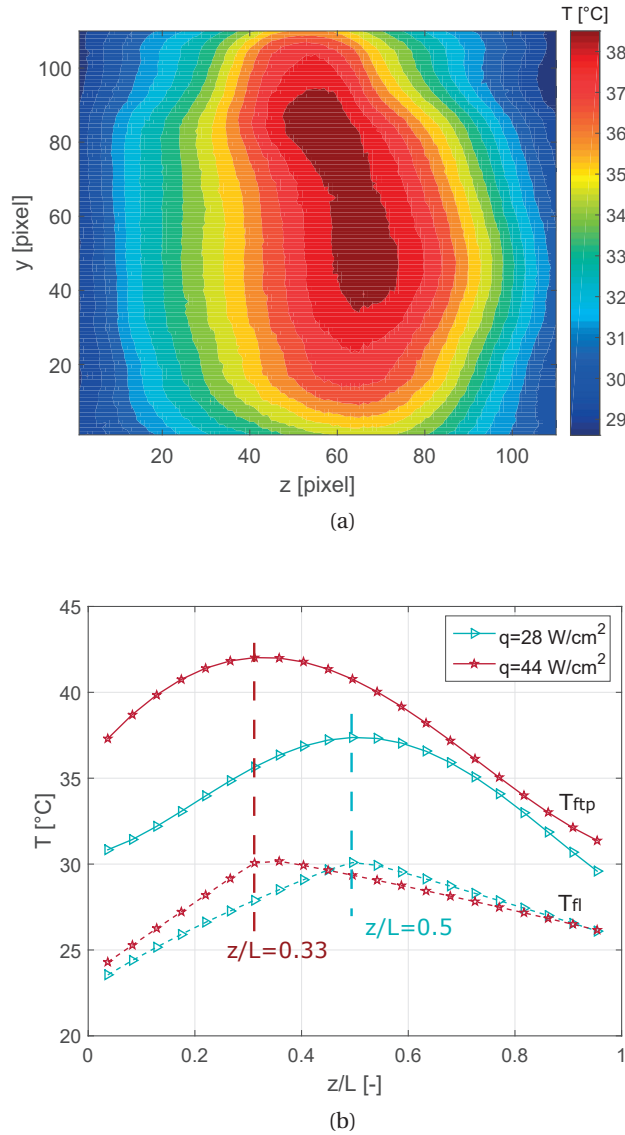 T [°C]
38
37
36
35
34
33
32
31
30
29
100
80
60
40
20
y [pixel]
20
40
60
80
100
z [pixel]
(a)
45
40
35
30
25
20
T [°C]
q=28 W/cm²
q=44 W/cm²
Tftp
Tfl
z/L=0.33
z/L=0.5
0
0.2
0.4
0.6
0.8
1
z/L [-]
(b)